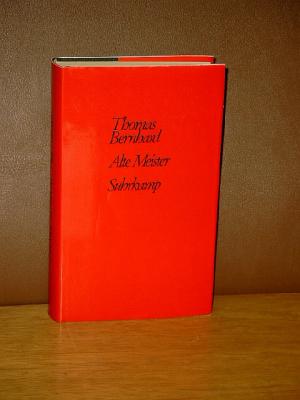 Thomas
Bernhard
Alte Meister
Suhrkamp